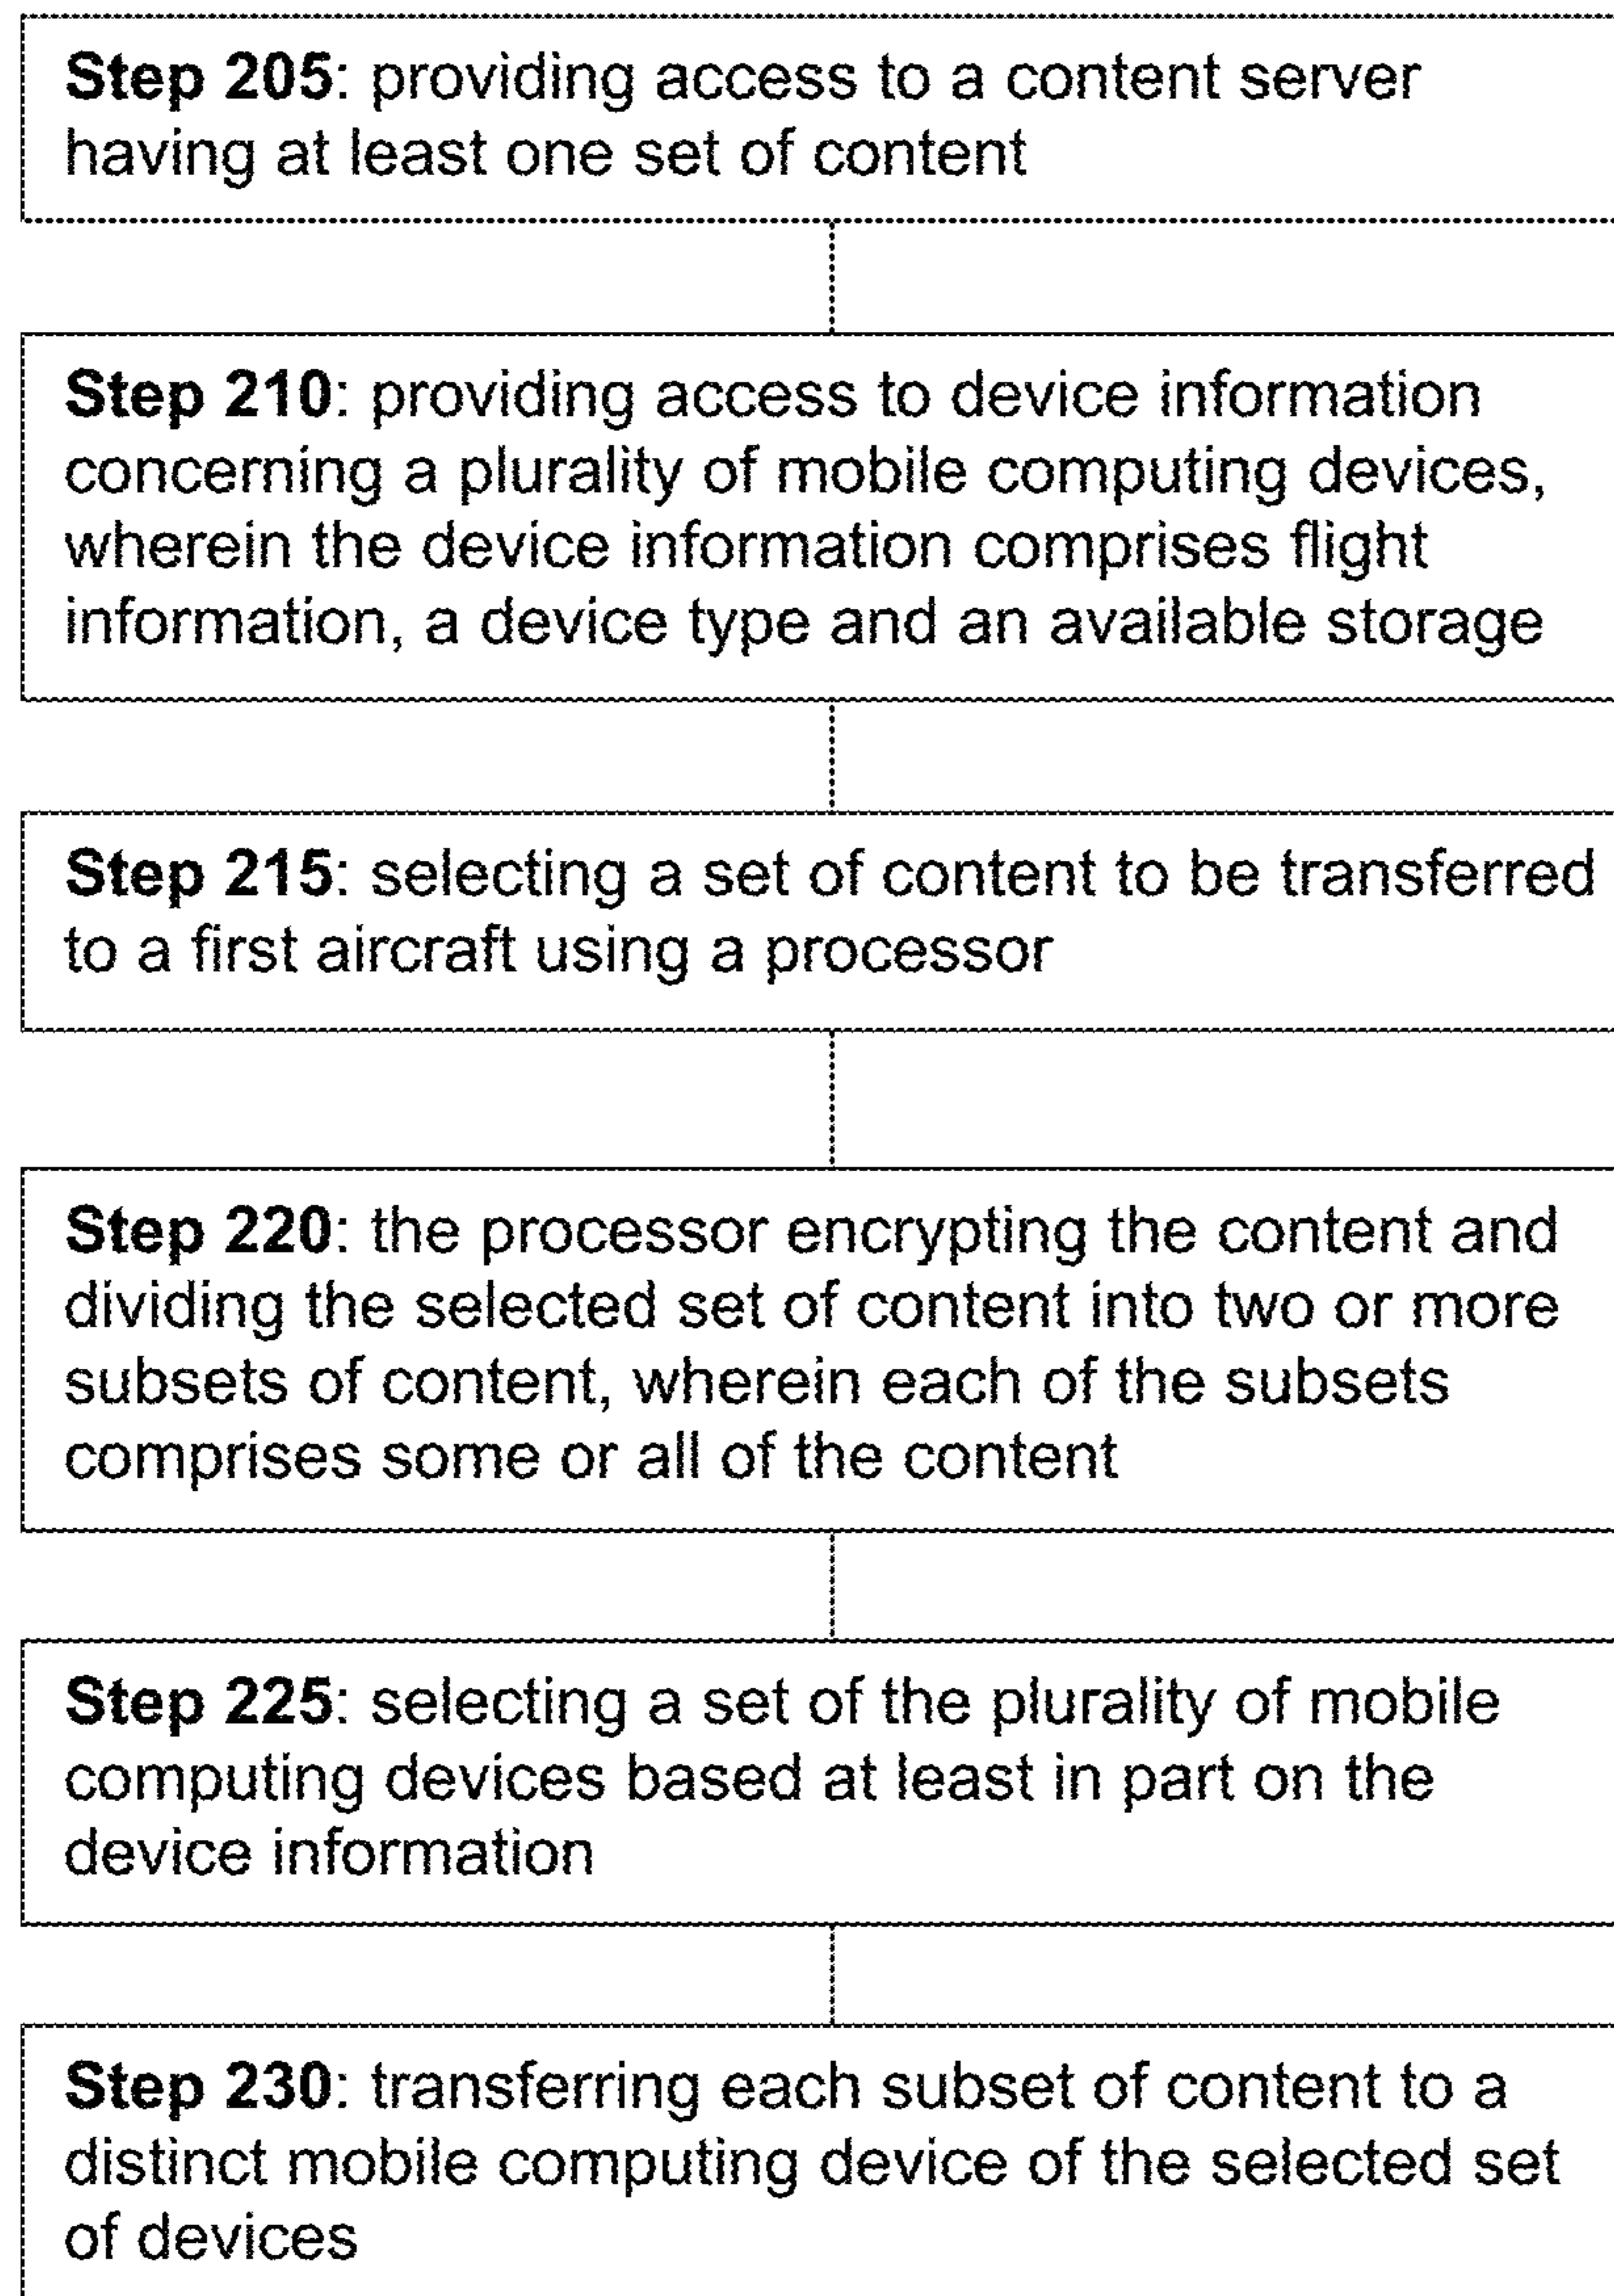 Step 205: providing access to a content server
having at least one set of content
Step 210: providing access to device information
concerning a plurality of mobile computing devices,
wherein the device information comprises flight
information, a device type and an available storage
Step 215: selecting a set of content to be transferred
to a first aircraft using a processor
Step 220: the processor encrypting the content and
dividing the selected set of content into two or more
subsets of content, wherein each of the subsets
comprises some or all of the content
Step 225: selecting a set of the plurality of mobile
computing devices based at least in part on the
device information
Step 230: transferring each subset of content to a
distinct mobile computing device of the selected set
of devices